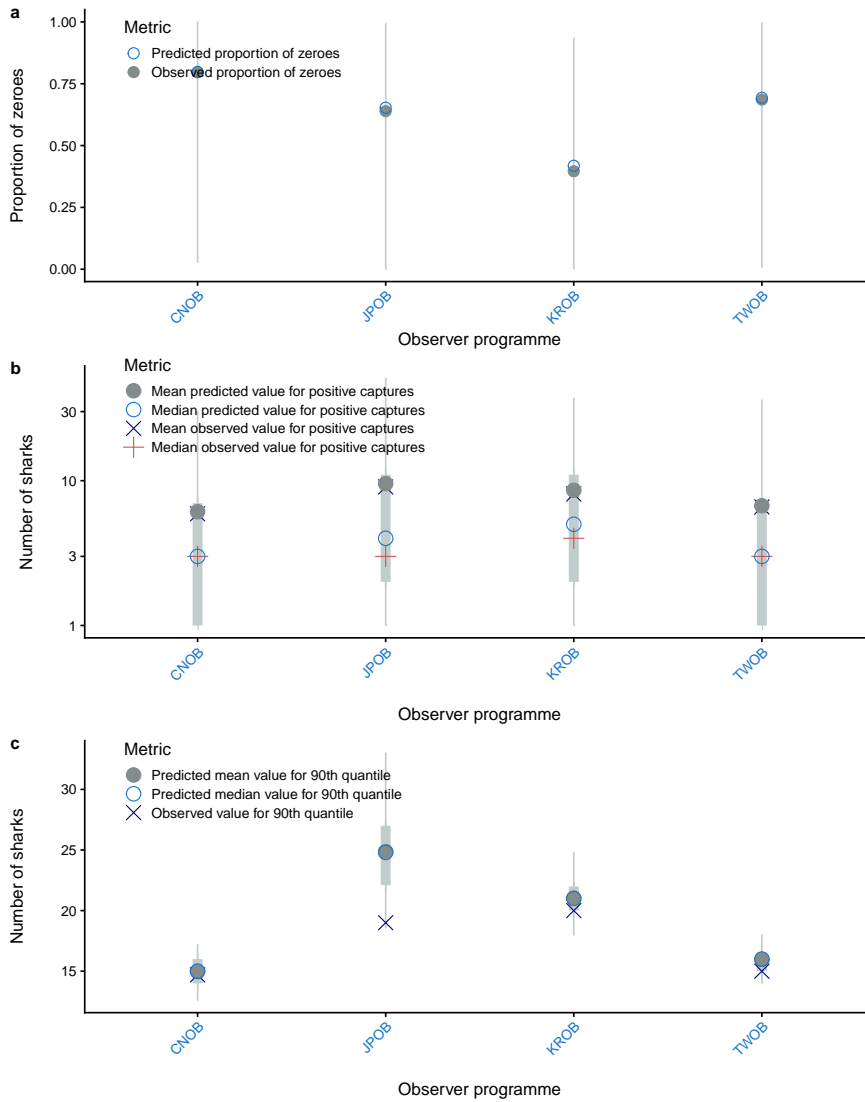 a
Metric
Predicted proportion of zeroes
Observed proportion of zeroes
Proportion of zeroes
1.00
0.75
0.50
0.25
0.00
CNOB
JPOB
KROB
TWOB
Observer programme
b
Metric
Mean predicted value for positive captures
Median predicted value for positive captures
Mean observed value for positive captures
Median observed value for positive captures
Number of sharks
30
10
3
1
CNOB
JPOB
KROB
TWOB
Observer programme
c
Metric
Predicted mean value for 90th quantile
Predicted median value for 90th quantile
Observed value for 90th quantile
Number of sharks
30
25
20
15
CNOB
JPOB
KROB
TWOB
Observer programme